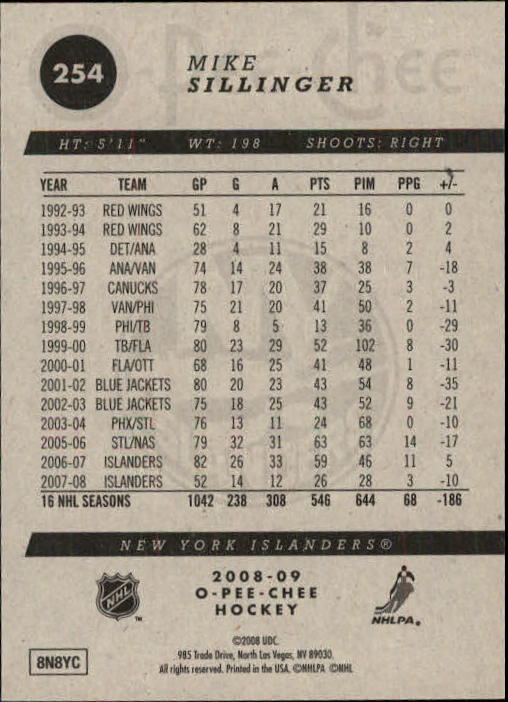 254
MIKE
SILLINGER
HT: 5'11" WT: 198 SHOOTS: RIGHT
YEAR TEAM GP G A PTS PIM PPG +/-
1992-93 RED WINGS 51 4 17 21 16 0 0
1993-94 RED WINGS 62 8 21 29 10 0 2
1994-95 DET/ANA 28 4 11 15 8 2 4
1995-96 ANA/VAN 74 14 24 38 38 7 -18
1996-97 CANUCKS 78 17 20 37 25 3 -3
1997-98 VAN/PHI 75 21 20 41 50 2 -11
1998-99 PHI/TB 79 8 5 13 36 0 -29
1999-00 TB/FLA 80 23 29 52 102 8 -30
2000-01 FLA/OTT 68 16 25 41 48 1 -11
2001-02 BLUE JACKETS 80 20 23 43 54 8 -35
2002-03 BLUE JACKETS 75 18 25 43 52 9 -21
2003-04 PHX/STL 76 13 11 24 68 0 -10
2005-06 STL/NAS 79 32 31 63 63 14 -17
2006-07 ISLANDERS 82 26 33 59 46 11 5
2007-08 ISLANDERS 52 14 12 26 28 3 -10
16 NHL SEASONS 1042 238 308 546 644 68 -186
NEW YORK ISLANDERS®
NHL ™
2008-09
O-PEE-CHEE
HOCKEY
NHLPA®
©2008 UDC.
985 Trade Drive, North Las Vegas, NV 89030.
All rights reserved. Printed in the USA. ©NHLPA ©NHL
8N8YC